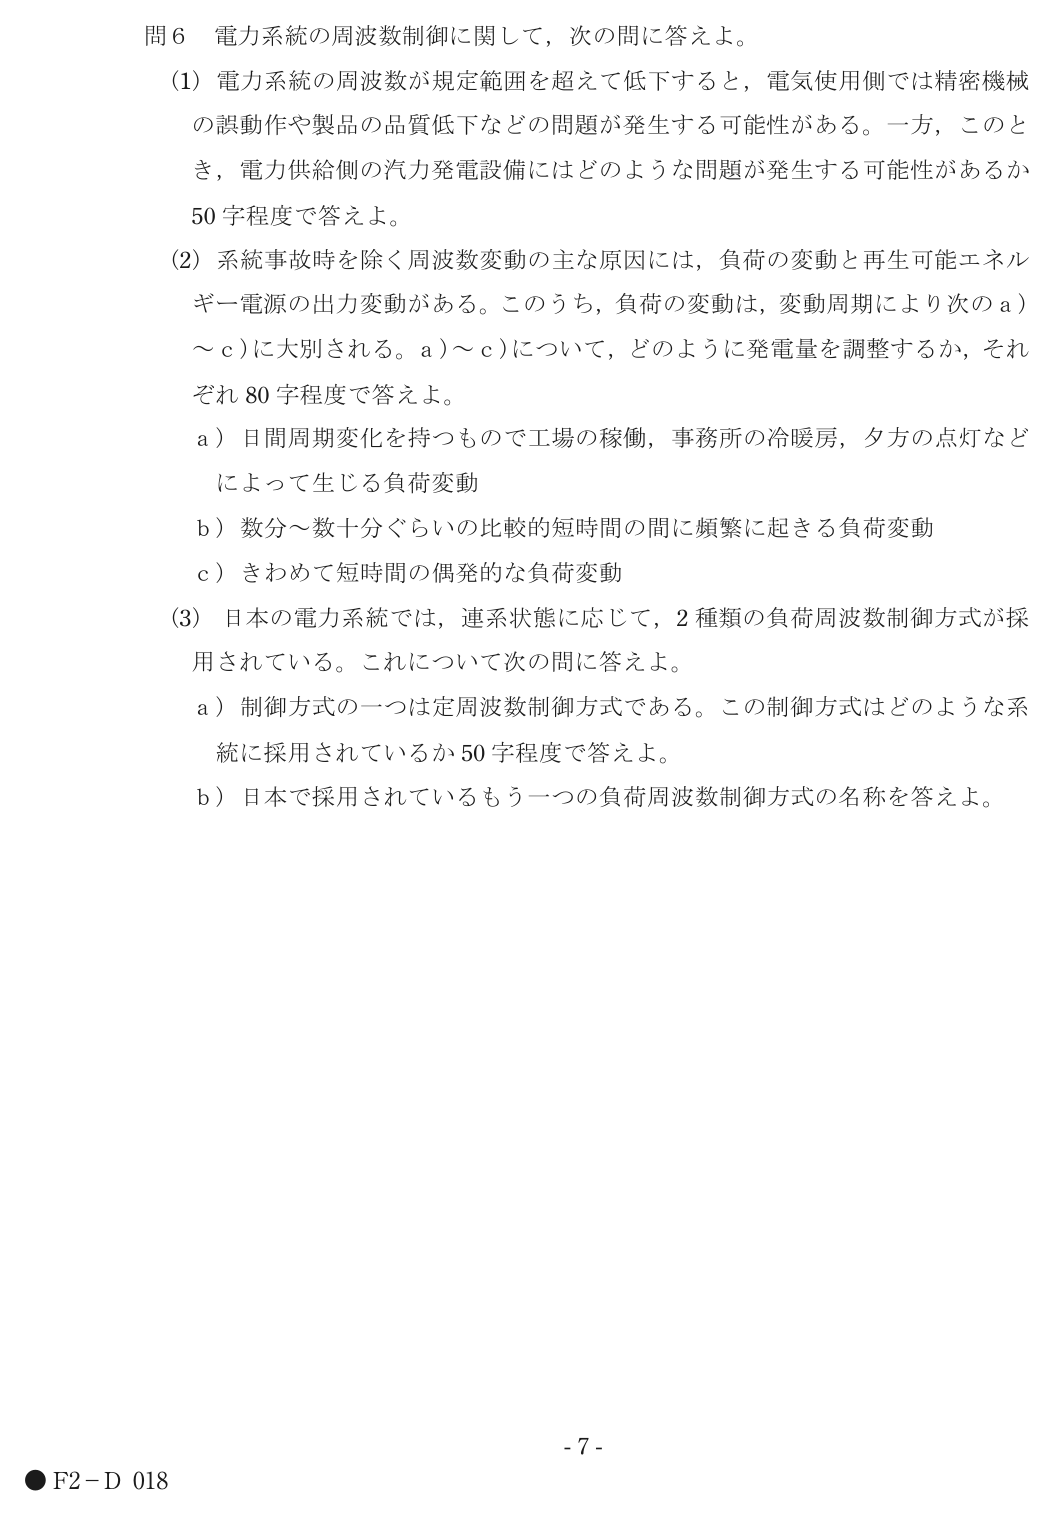 問６　電力系統の周波数制御に関して，次の問に答えよ。
(1) 電力系統の周波数が規定範囲を超えて低下すると，電気使用側では精密機械
の誤動作や製品の品質低下などの問題が発生する可能性がある。一方，このと
き，電力供給側の汽力発電設備にはどのような問題が発生する可能性があるか
50 字程度で答えよ。
(2) 系統事故時を除く周波数変動の主な原因には，負荷の変動と再生可能エネル
ギー電源の出力変動がある。このうち，負荷の変動は，変動周期により次の a )
～ c )に大別される。a )～ c )について，どのように発電量を調整するか，それ
ぞれ 80 字程度で答えよ。
a ) 日間周期変化を持つもので工場の稼働，事務所の冷暖房，夕方の点灯など
によって生じる負荷変動
b ) 数分～数十分ぐらいの比較的短時間の間に頻繁に起きる負荷変動
c ) きわめて短時間の偶発的な負荷変動
(3) 日本の電力系統では，連系状態に応じて，2 種類の負荷周波数制御方式が採
用されている。これについて次の問に答えよ。
a ) 制御方式の一つは定周波数制御方式である。この制御方式はどのような系
統に採用されているか 50 字程度で答えよ。
b ) 日本で採用されているもう一つの負荷周波数制御方式の名称を答えよ。
- 7 -
●F2－D 018